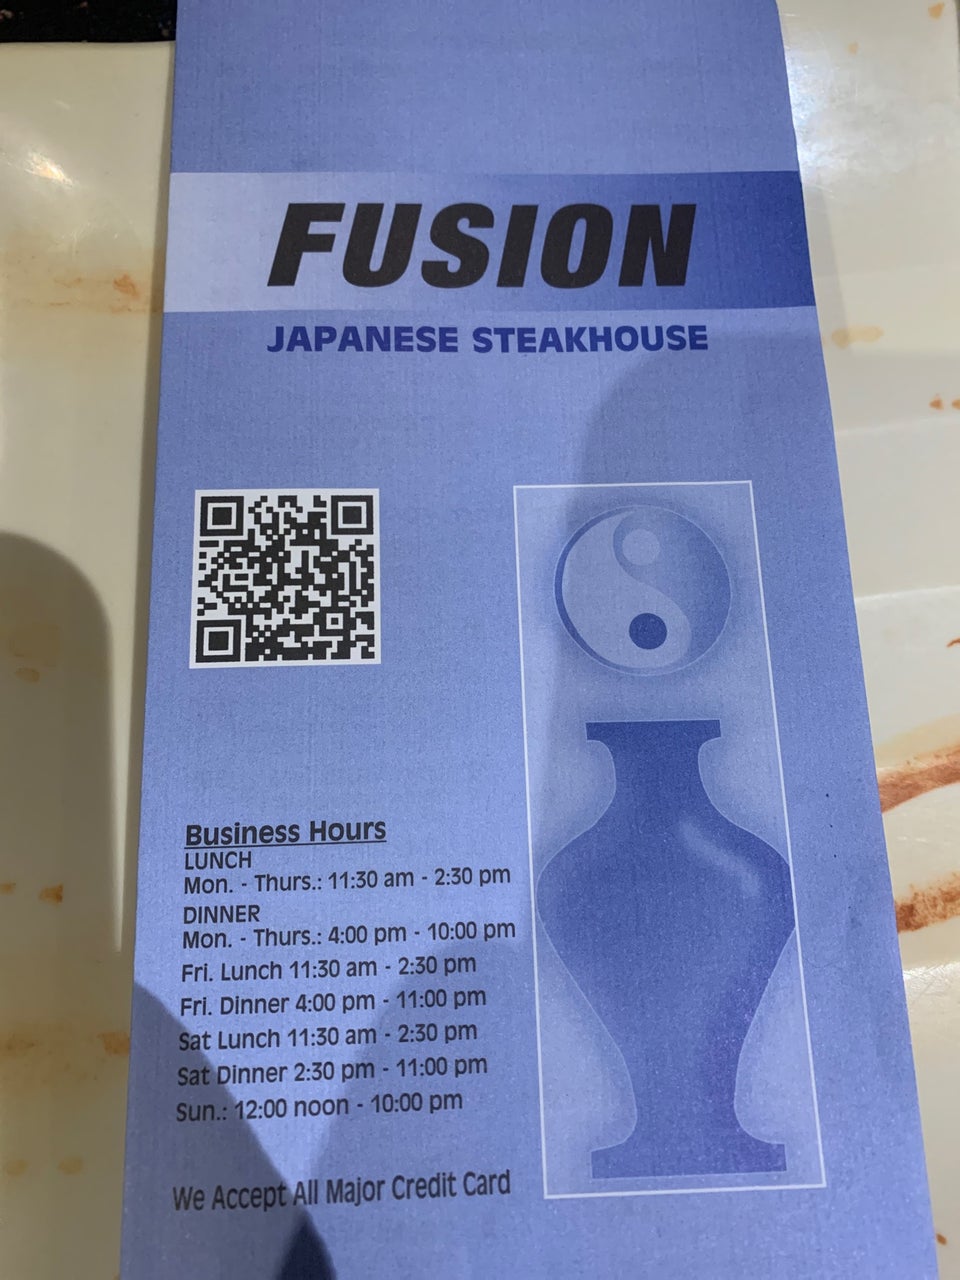 FUSION
JAPANESE STEAKHOUSE
Business Hours
LUNCH
Mon. - Thurs.: 11:30 am - 2:30 pm
DINNER
Mon. - Thurs.: 4:00 pm - 10:00 pm
Fri. Lunch 11:30 am - 2:30 pm
Fri. Dinner 4:00 pm - 11:00 pm
Sat Lunch 11:30 am - 2:30 pm
Sat Dinner 2:30 pm - 11:00 pm
Sun.: 12:00 noon - 10:00 pm
We Accept All Major Credit Card